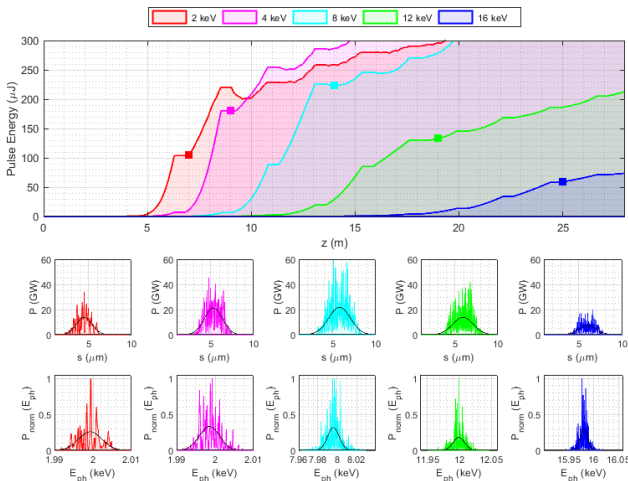 2 keV 4 keV 8 keV 12 keV 16 keV
300
250
200
150
100
50
0
Pulse Energy (μJ)
0 5 10 15 20 25
z (m)
60 60 60 60 60
40 40 40 40 40
20 20 20 20 20
0 0 0 0 0
P (GW) P (GW) P (GW) P (GW) P (GW)
5 10 5 10 5 10 5 10 5 10
s (μm) s (μm) s (μm) s (μm) s (μm)
1 1 1 1 1
0.5 0.5 0.5 0.5 0.5
0 0 0 0 0
P norm (E ph) P norm (E ph) P norm (E ph) P norm (E ph) P norm (E ph)
1.99 2 2.01 1.99 2 2.01 7.96 7.98 8 8.02 11.95 12 12.05 15.95 16 16.05
E ph (keV) E ph (keV) E ph (keV) E ph (keV) E ph (keV)